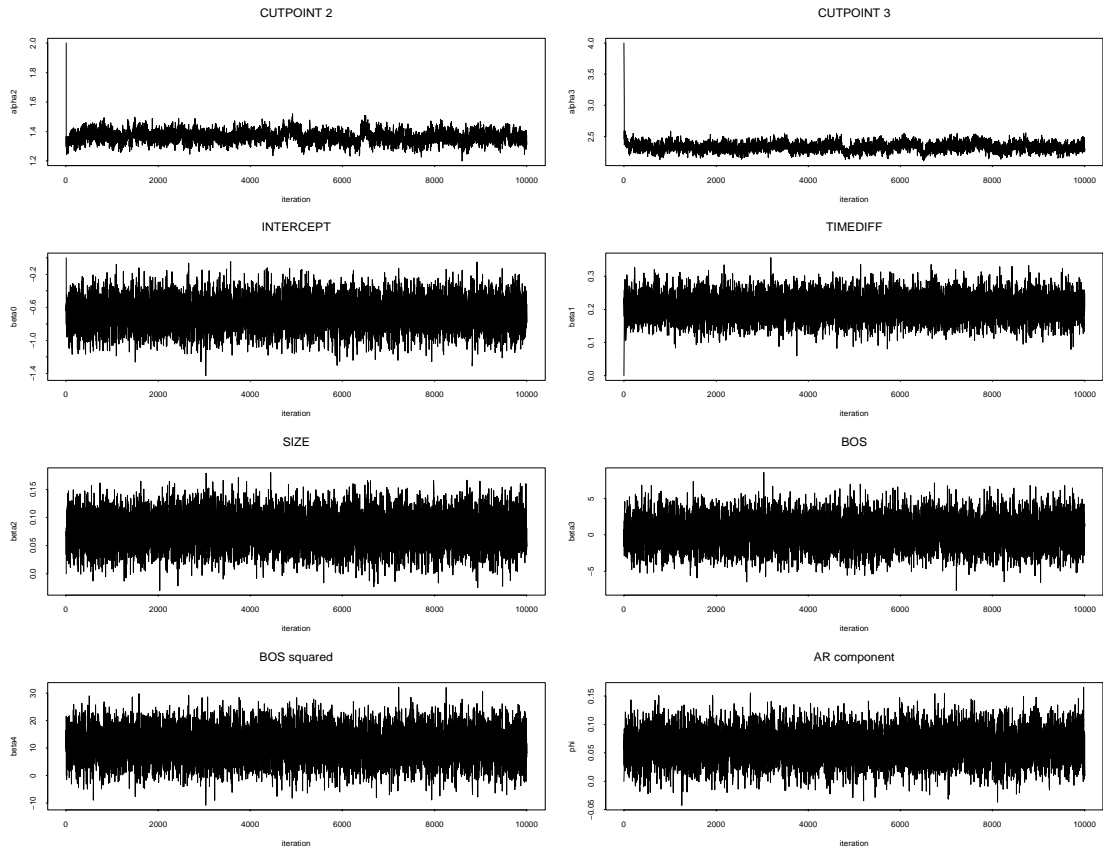 CUTPOINT 2
alpha2
1.2 1.4 1.6 1.8 2.0
0 2000 4000 6000 8000 10000
iteration
CUTPOINT 3
alpha3
2.5 3.0 3.5 4.0
0 2000 4000 6000 8000 10000
iteration
INTERCEPT
beta0
−1.4 −1.0 −0.6 −0.2
0 2000 4000 6000 8000 10000
iteration
TIMEDIFF
beta1
0.0 0.1 0.2 0.3
0 2000 4000 6000 8000 10000
iteration
SIZE
beta2
0.0 0.05 0.10 0.15
0 2000 4000 6000 8000 10000
iteration
BOS
beta3
−5 0 5
0 2000 4000 6000 8000 10000
iteration
BOS squared
beta4
−10 0 10 20 30
0 2000 4000 6000 8000 10000
iteration
AR component
phi
−0.05 0.0 0.05 0.10 0.15
0 2000 4000 6000 8000 10000
iteration